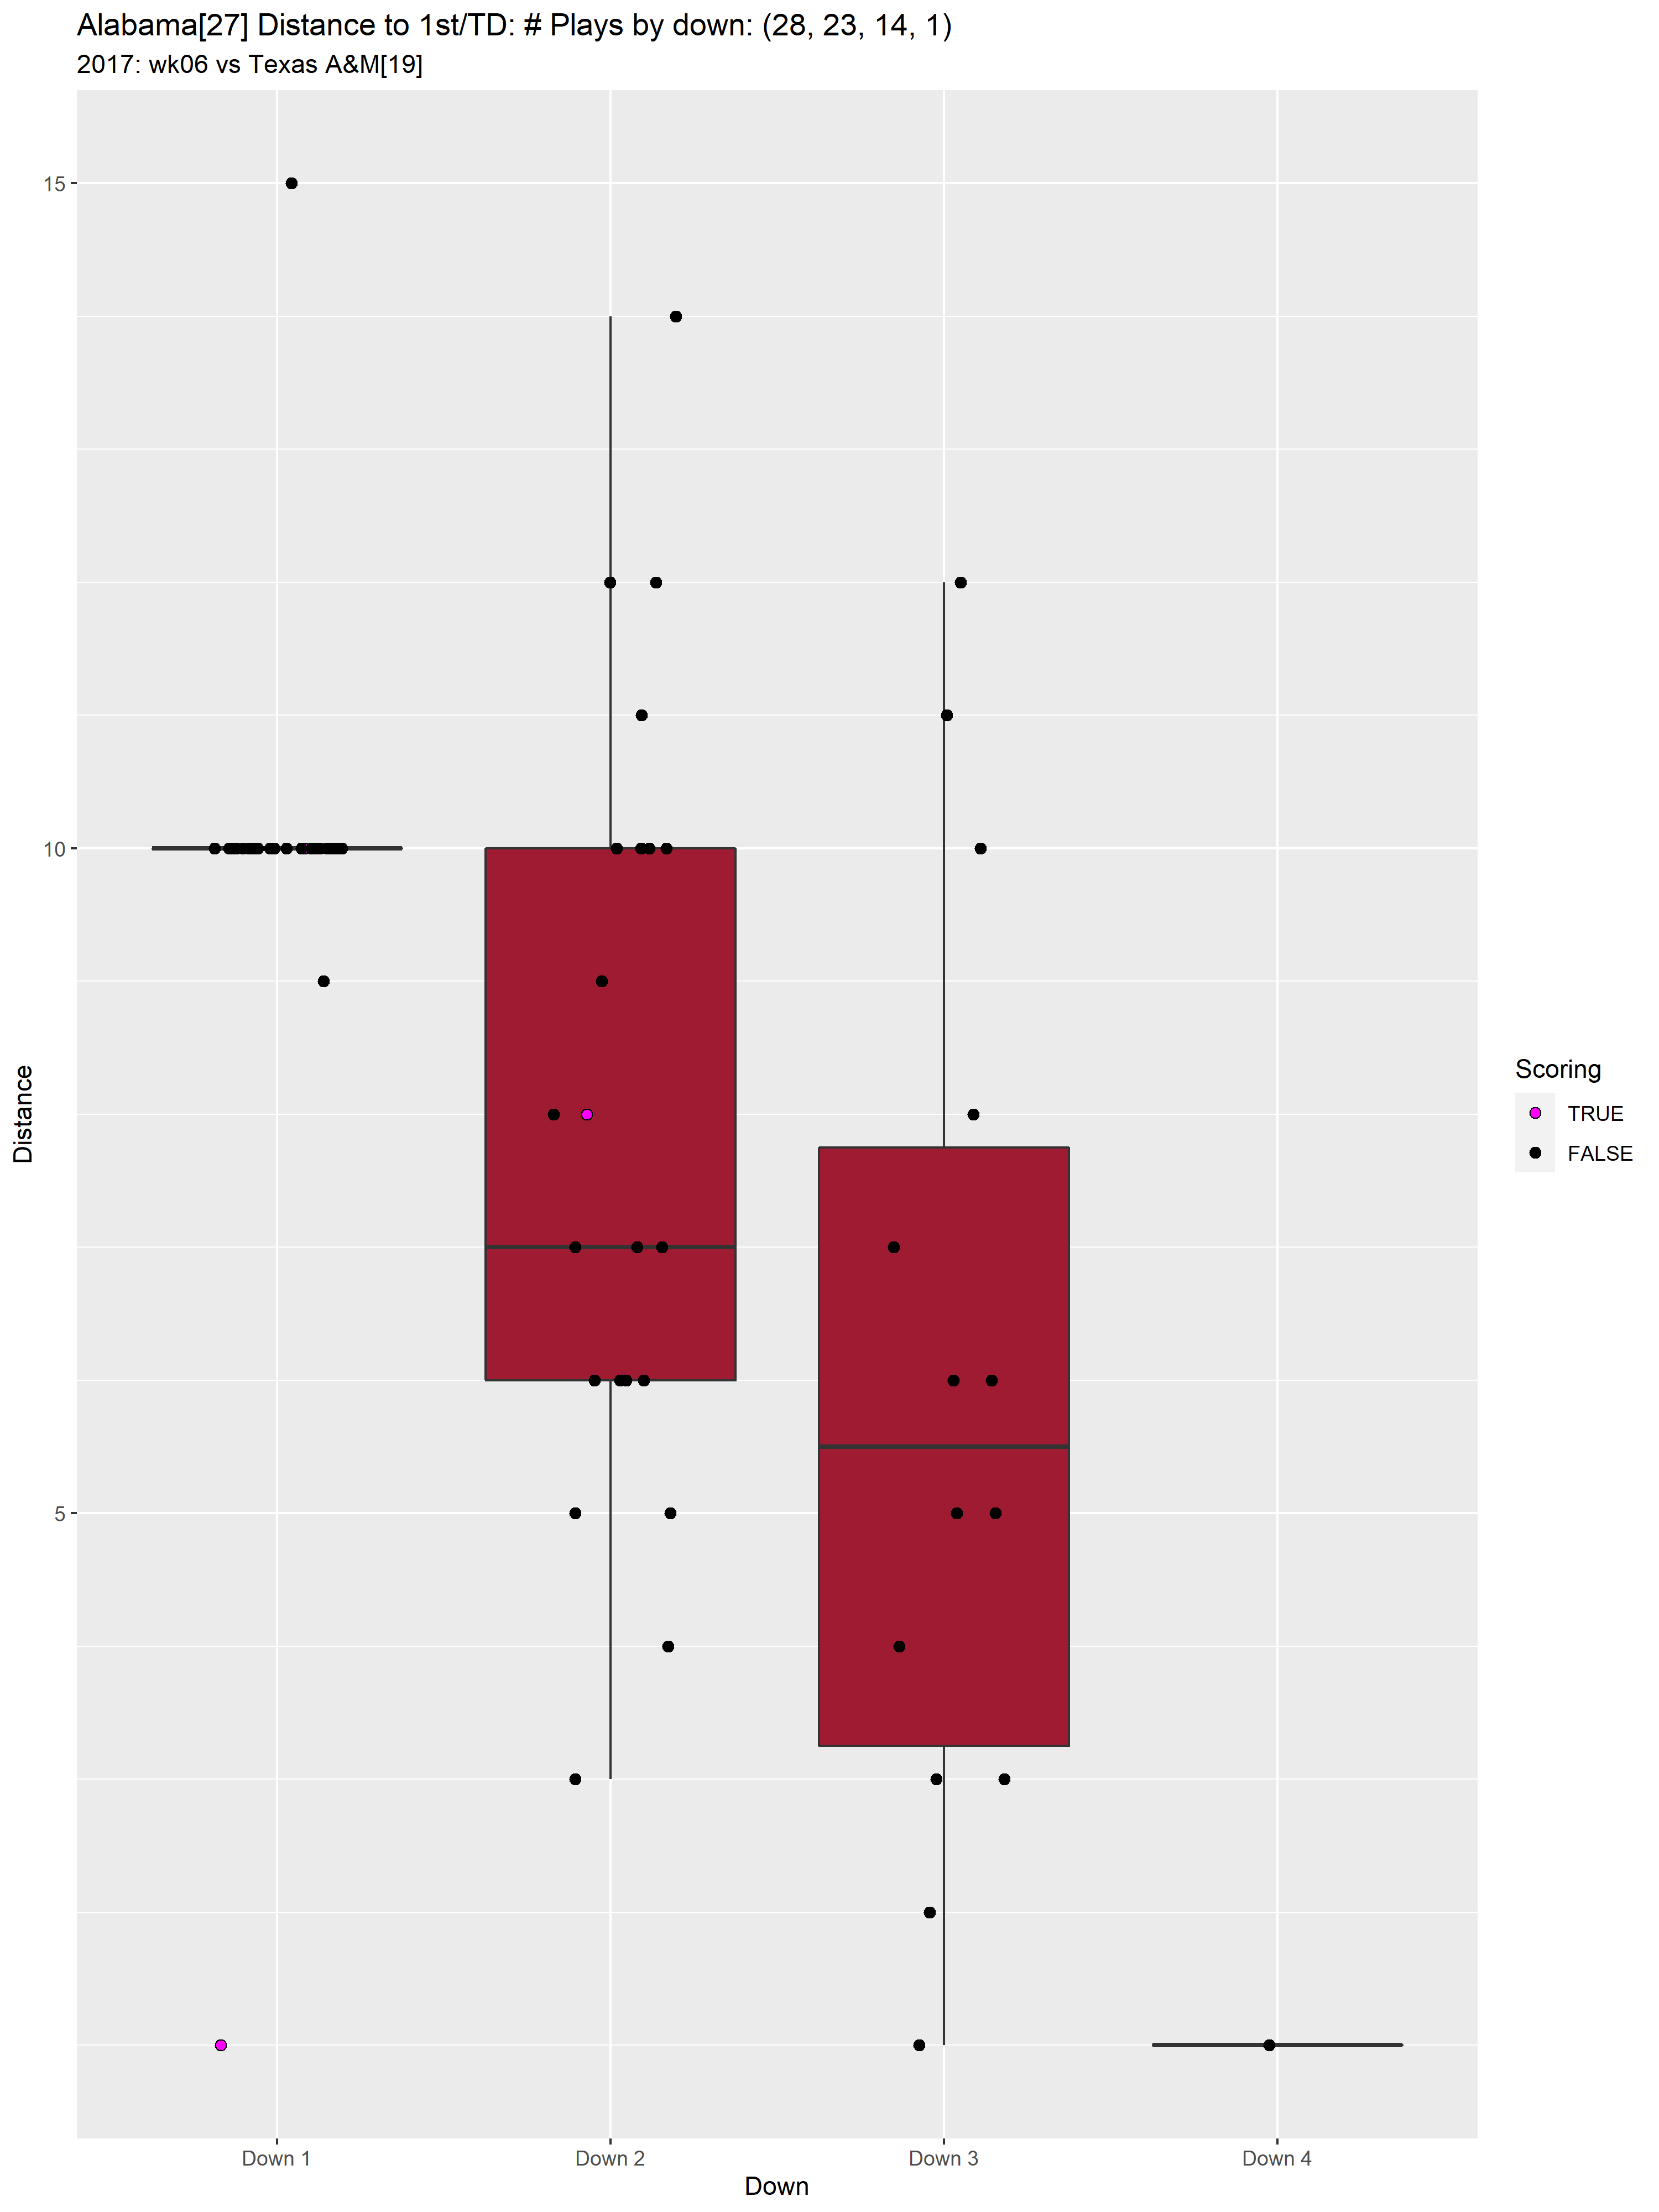 Alabama[27] Distance to 1st/TD: # Plays by down: (28, 23, 14, 1)
2017: wk06 vs Texas A&M[19]
15
10
5
Distance
Down 1
Down 2
Down 3
Down 4
Down
Scoring
TRUE
FALSE